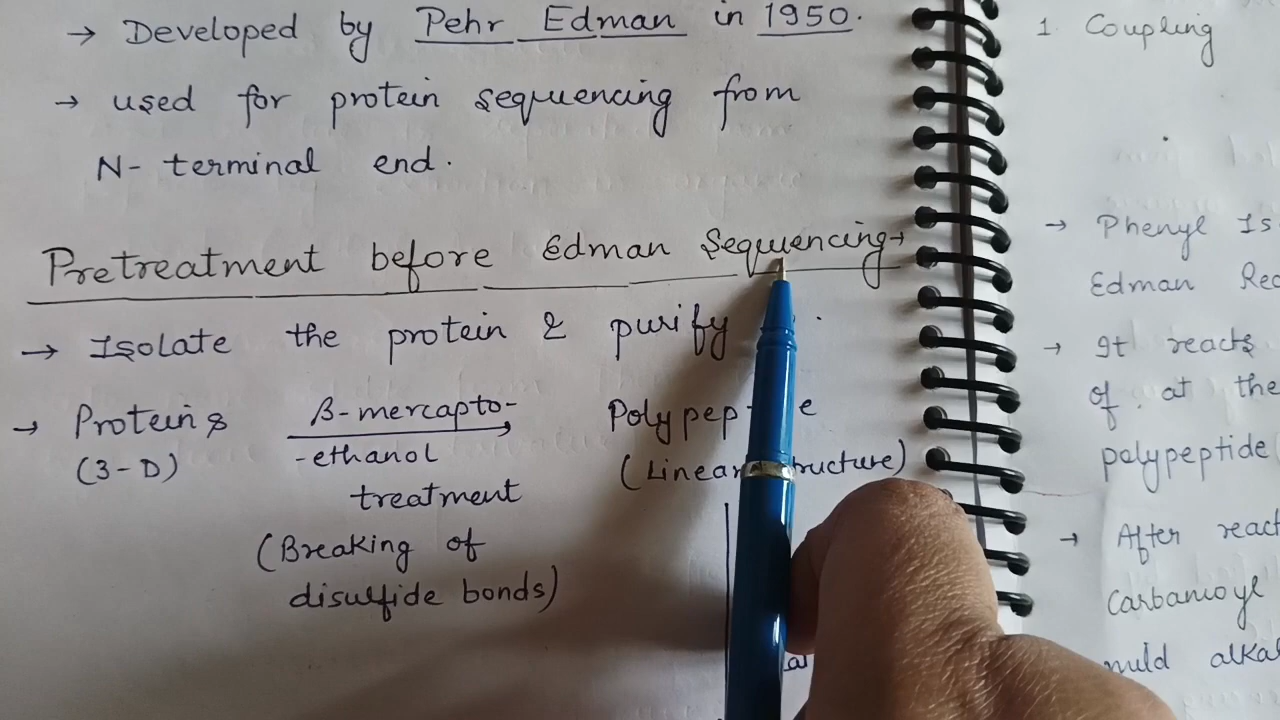 → Developed by Pehr Edman in 1950.
→ used for protein sequencing from
N- terminal end.
Pretreatment before Edman Sequencing→
→ Isolate the protein & purify
→ Proteins β-mercapto- Polypep e
(3-D) -ethanol (Linear structure)
treatment
(Breaking of
disulfide bonds)
1. Coupling
→ Phenyl Is
Edman Rea
→ It reacts
of. at the
polypeptide
→ After react
Carbamoyl
mild alka